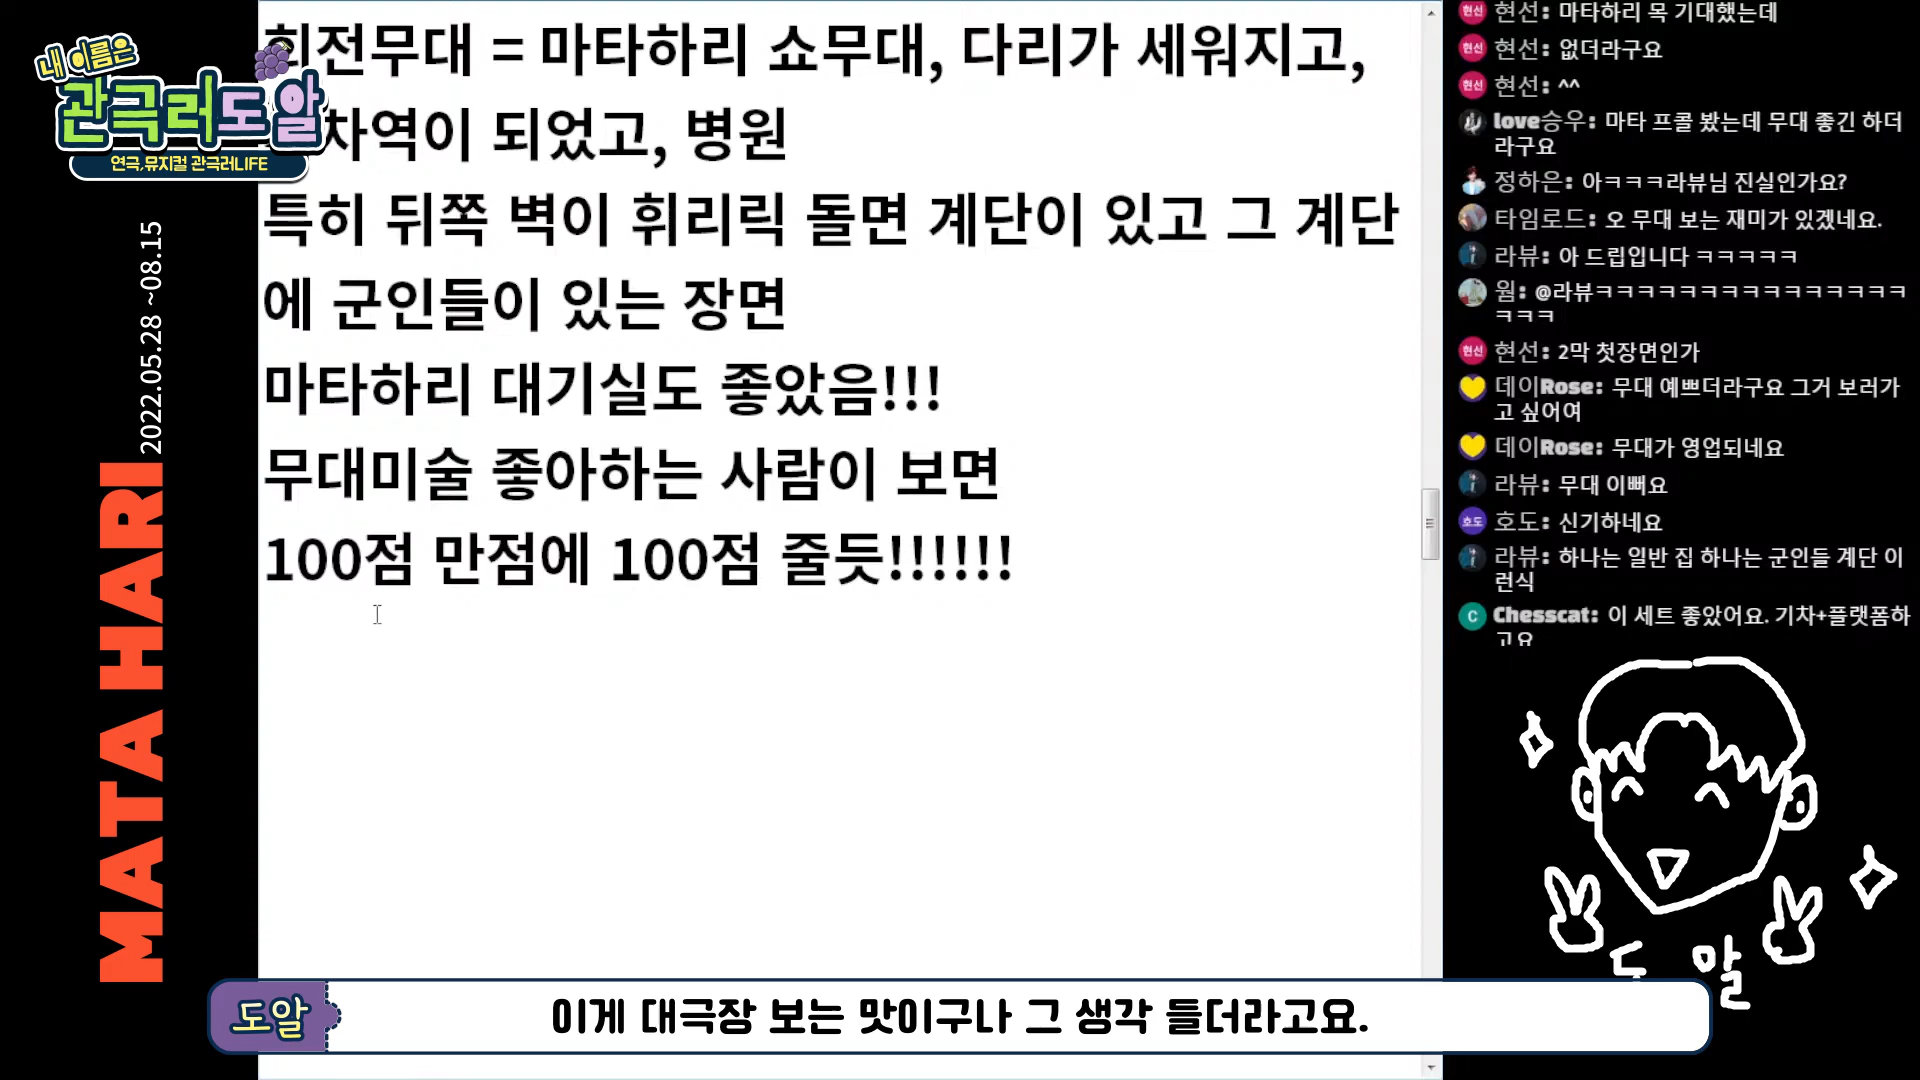 내 이름은
관극러도알
연극,뮤지컬 관극러LIFE
2022.05.28 ~08.15
MATA HARI
회전무대 = 마타하리 쇼무대, 다리가 세워지고,
차역이 되었고, 병원
특히 뒤쪽 벽이 휘리릭 돌면 계단이 있고 그 계단
에 군인들이 있는 장면
마타하리 대기실도 좋았음!!!
무대미술 좋아하는 사람이 보면
100점 만점에 100점 줄듯!!!!!!
현선 현선: 마타하리 목 기대했는데
현선 현선: 없더라구요
현선 현선: ^^
love승우: 마타 프콜 봤는데 무대 좋긴 하더
라구요
정하은: 아ㅋㅋㅋ라뷰님 진실인가요?
타임로드: 오 무대 보는 재미가 있겠네요.
라뷰: 아 드립입니다 ㅋㅋㅋㅋㅋ
웜: @라뷰ㅋㅋㅋㅋㅋㅋㅋㅋㅋㅋㅋㅋㅋㅋㅋ
ㅋㅋㅋ
현선 현선: 2막 첫장면인가
데이Rose: 무대 예쁘더라구요 그거 보러가
고 싶어여
데이Rose: 무대가 영업되네요
라뷰: 무대 이뻐요
호도 호도: 신기하네요
라뷰: 하나는 일반 집 하나는 군인들 계단 이
런식
C Chesscat: 이 세트 좋았어요. 기차+플랫폼하
고요
도 알
도알
이게 대극장 보는 맛이구나 그 생각 들더라고요.